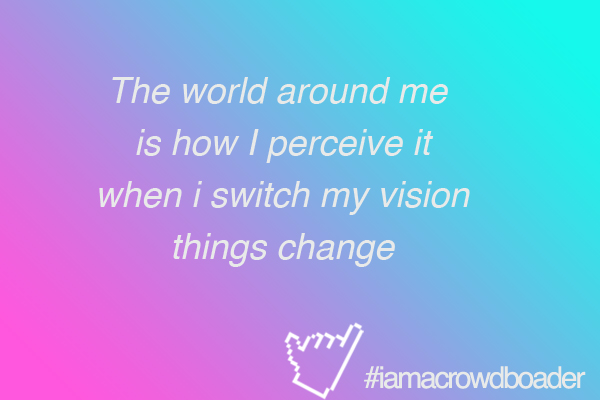 The world around me
is how I perceive it
when i switch my vision
things change
#iamacrowdboader